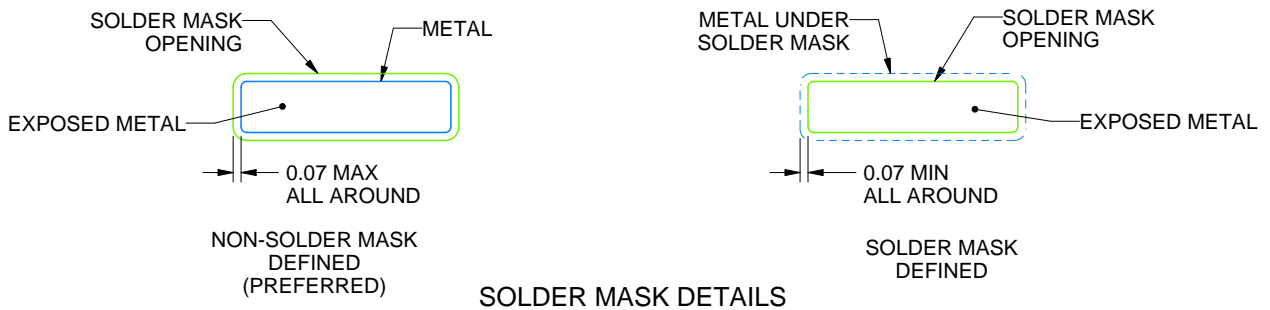 SOLDER MASK
OPENING
METAL
EXPOSED METAL
0.07 MAX
ALL AROUND
NON-SOLDER MASK
DEFINED
(PREFERRED)
METAL UNDER
SOLDER MASK
SOLDER MASK
OPENING
EXPOSED METAL
0.07 MIN
ALL AROUND
SOLDER MASK
DEFINED
SOLDER MASK DETAILS